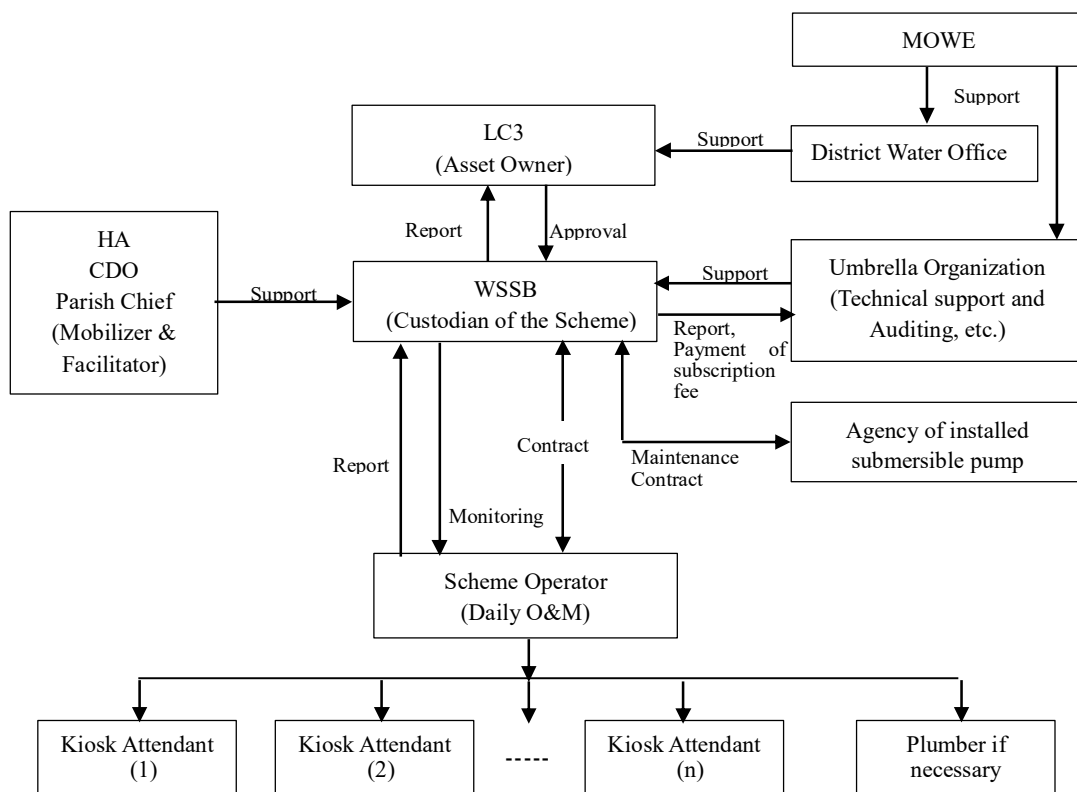 MOWE
Support
LC3
(Asset Owner)
Support
District Water Office
HA
CDO
Parish Chief
(Mobilizer &
Facilitator)
Report
Approval
Support
WSSB
(Custodian of the Scheme)
Support
Umbrella Organization
(Technical support and
Auditing, etc.)
Report,
Payment of
subscription
fee
Report
Contract
Maintenance
Contract
Agency of installed
submersible pump
Monitoring
Scheme Operator
(Daily O&M)
Kiosk Attendant
(1)
Kiosk Attendant
(2)
-----
Kiosk Attendant
(n)
Plumber if
necessary